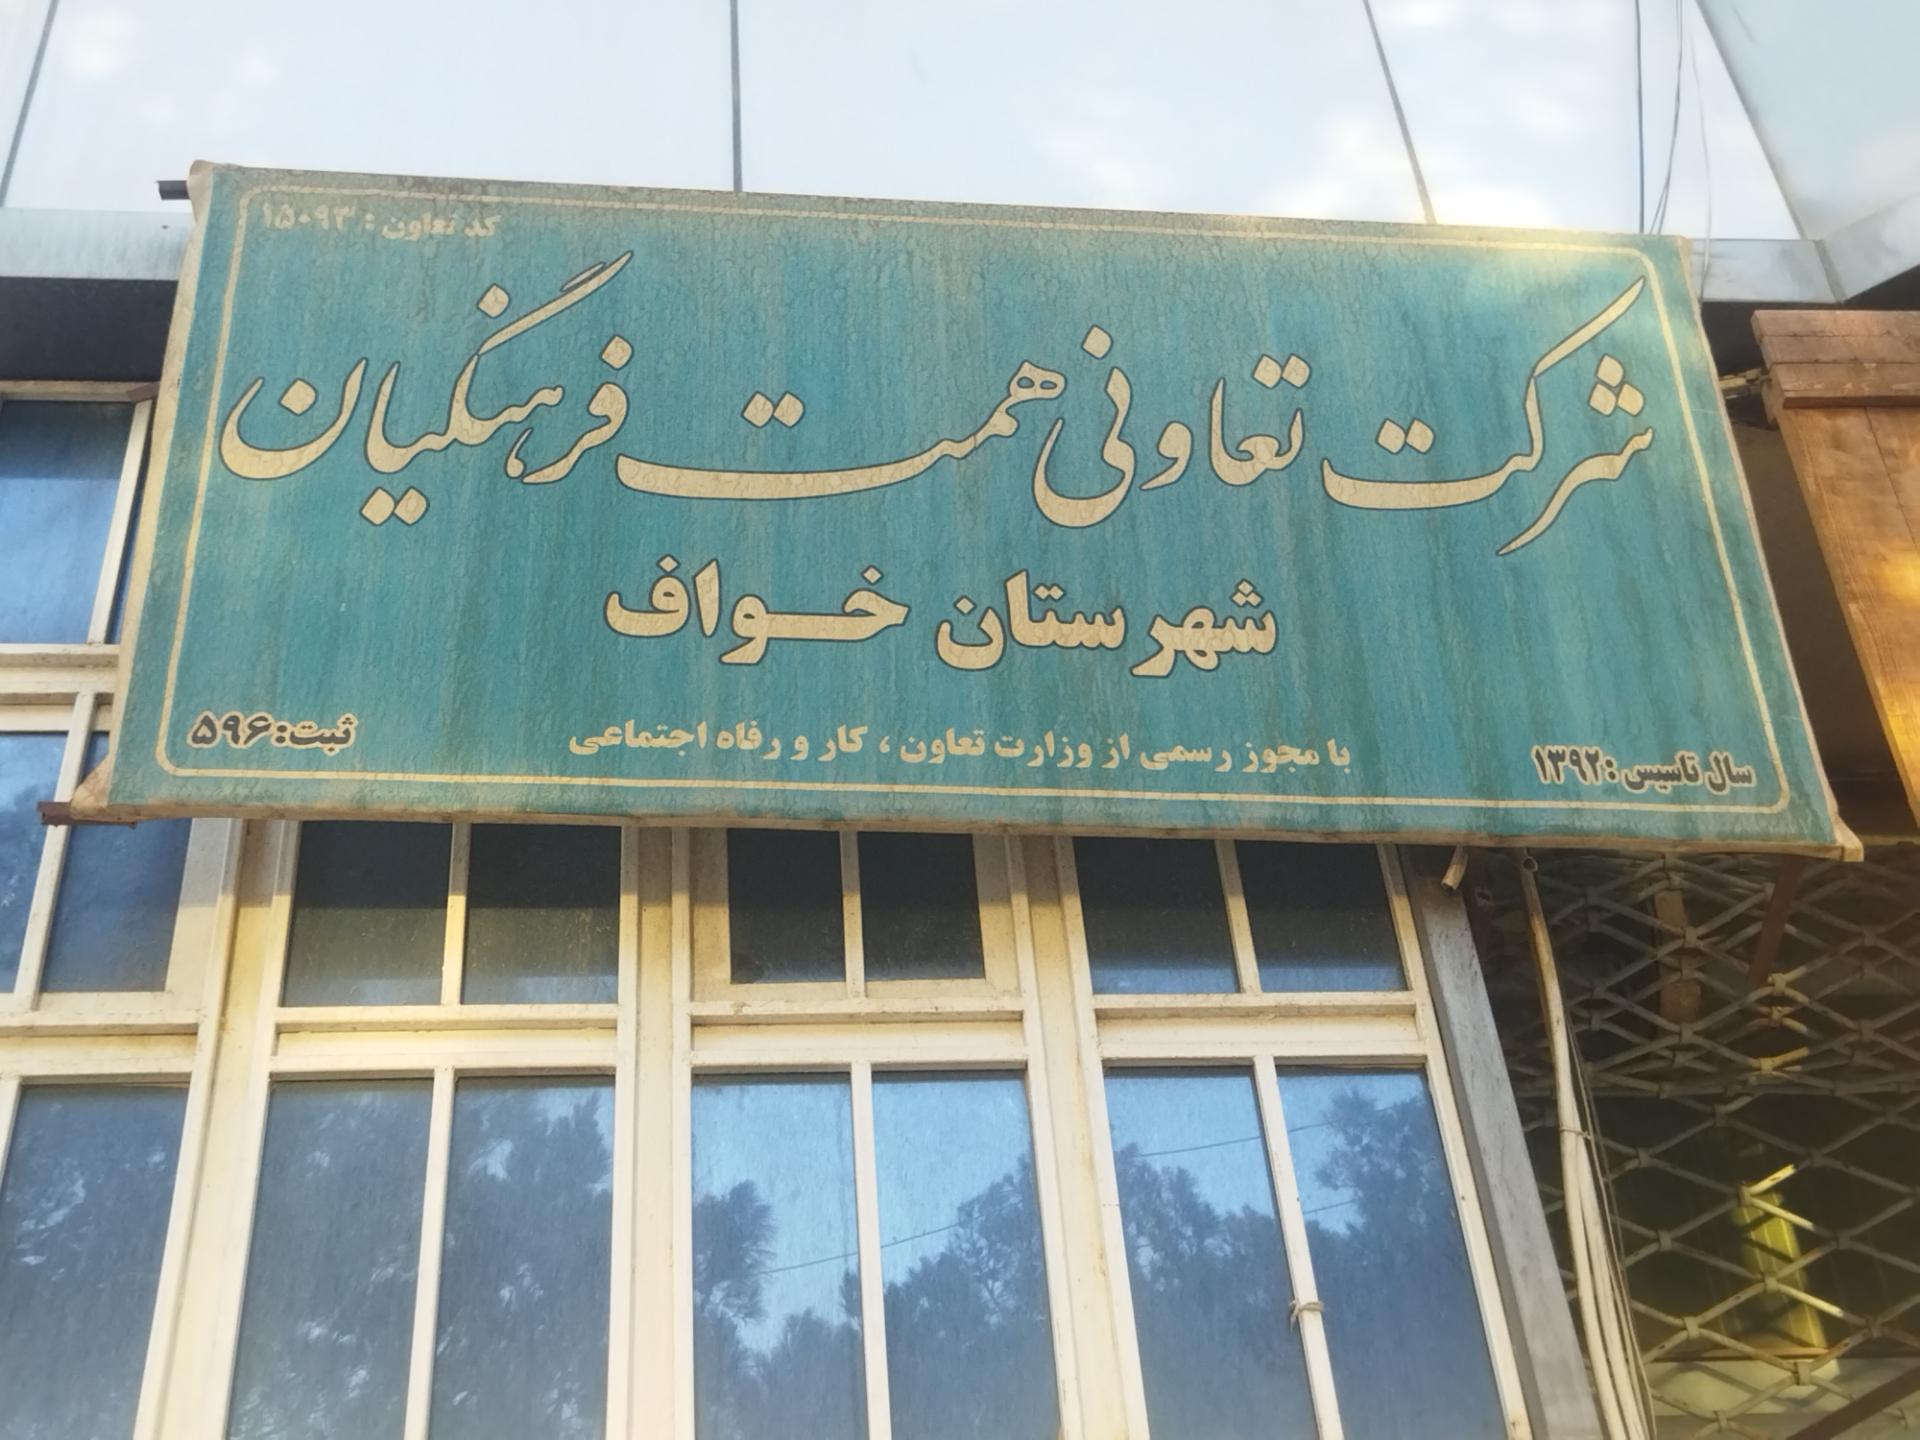 کد تعاون : ۱۵۰۹۳
شرکت تعاونی همت فرهنگیان
شهرستان خواف
با مجوز رسمی از وزارت تعاون ، کار و رفاه اجتماعی
سال تاسیس : ۱۳۹۲
ثبت : ۵۹۶